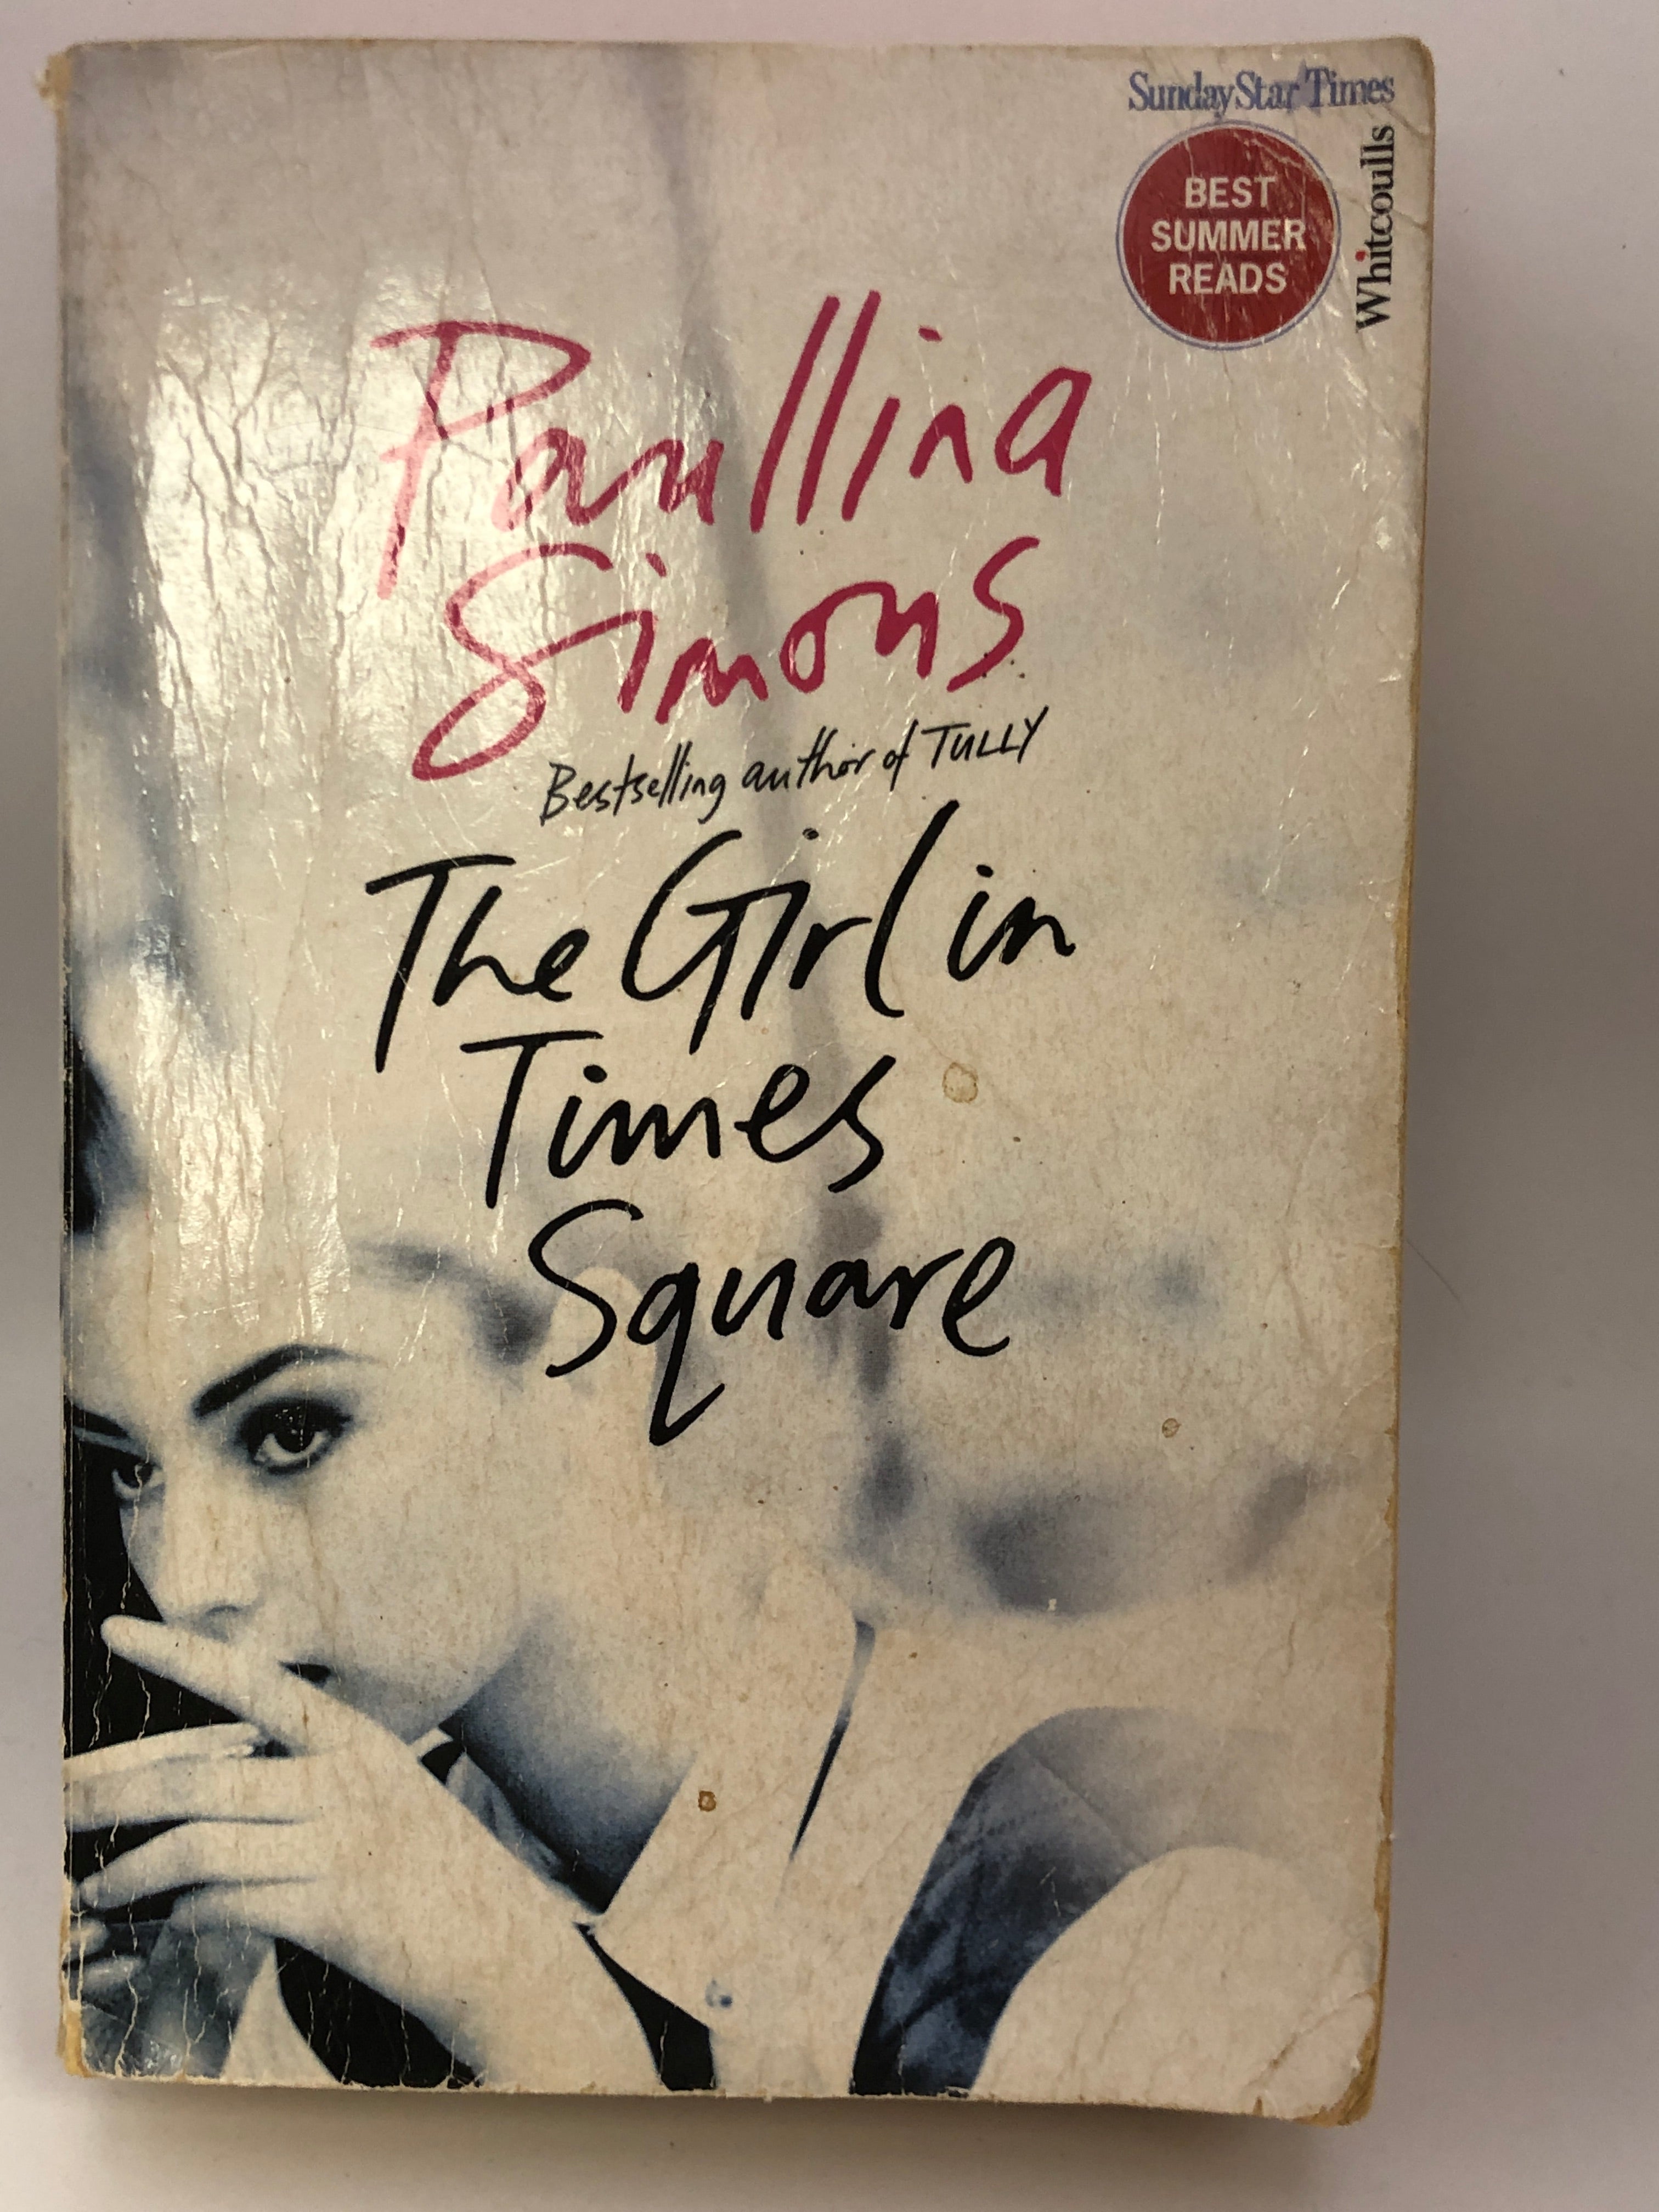 Sunday Star Times
BEST
SUMMER
READS
Whitcoulls
Paullina
Simons
Bestselling author of TULLY
The Girl in
Times
Square